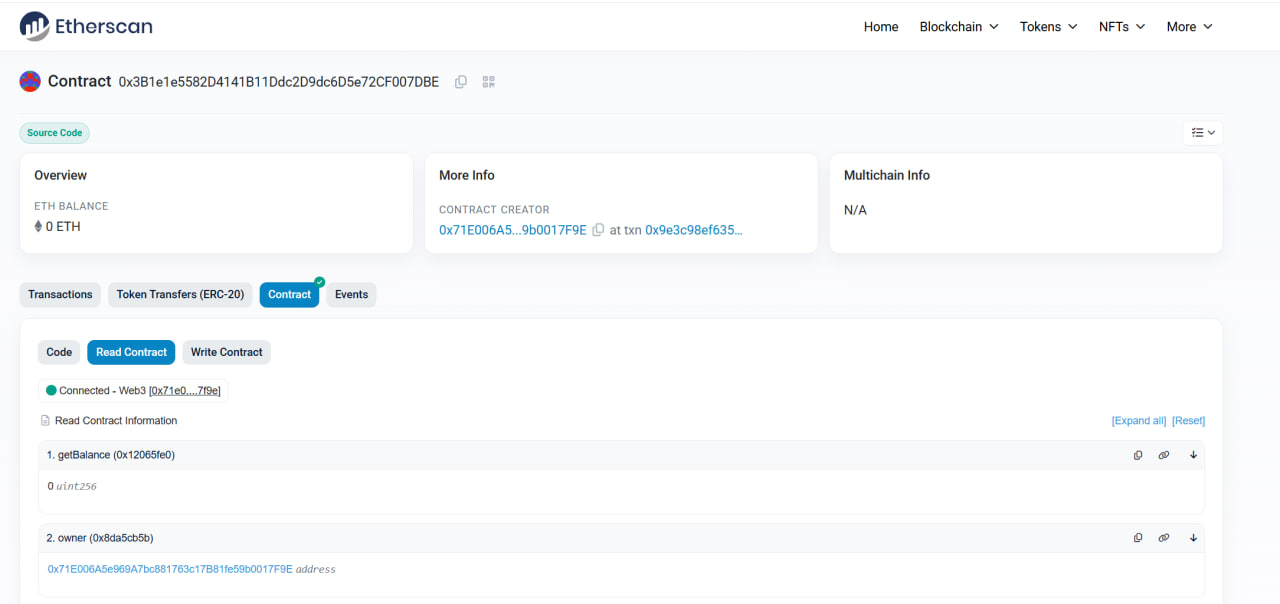 Etherscan
Home Blockchain Tokens NFTs More
Contract 0x3B1e1e5582D4141B11Ddc2D9dc6D5e72CF007DBE
Source Code
Overview
ETH BALANCE
0 ETH
More Info
CONTRACT CREATOR
0x71E006A5...9b0017F9E at txn 0x9e3c98ef635...
Multichain Info
N/A
Transactions Token Transfers (ERC-20) Contract Events
Code Read Contract Write Contract
Connected - Web3 [0x71e0....7f9e]
Read Contract Information [Expand all] [Reset]
1. getBalance (0x12065fe0)
0 uint256
2. owner (0x8da5cb5b)
0x71E006A5e969A7bc881763c17B81fe59b0017F9E address